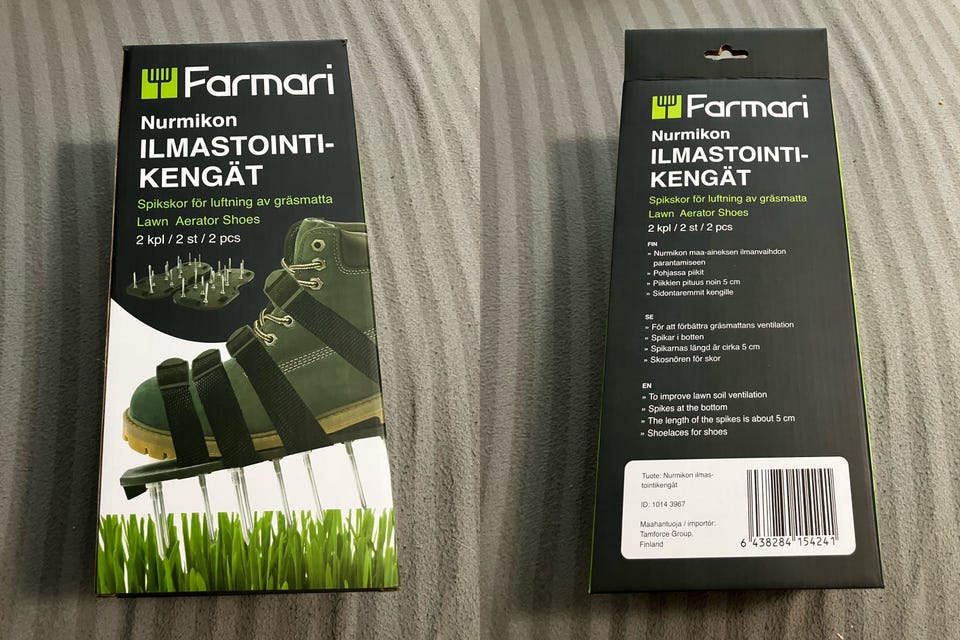 Farmari
Nurmikon
ILMASTOINTI-
KENGÄT
Spikskor för luftning av gräsmatta
Lawn Aerator Shoes
2 kpl / 2 st / 2 pcs
Farmari
Nurmikon
ILMASTOINTI-
KENGÄT
Spikskor för luftning av gräsmatta
Lawn Aerator Shoes
2 kpl / 2 st / 2 pcs
FIN
» Nurmikon maa-aineksen ilmanvaihdon
parantamiseen
» Pohjassa piikit
» Piikkien pituus noin 5 cm
» Sidontaremmit kengille
SE
» För att förbättra gräsmattans ventilation
» Spikar i botten
» Spikarnas längd är cirka 5 cm
» Skosnören för skor
EN
» To improve lawn soil ventilation
» Spikes at the bottom
» The length of the spikes is about 5 cm
» Shoelaces for shoes
Tuote: Nurmikon ilmas-
tointikengät
ID: 1014 3967
Maahantuoja / importör:
Tamforce Group,
Finland
6 438284 154241